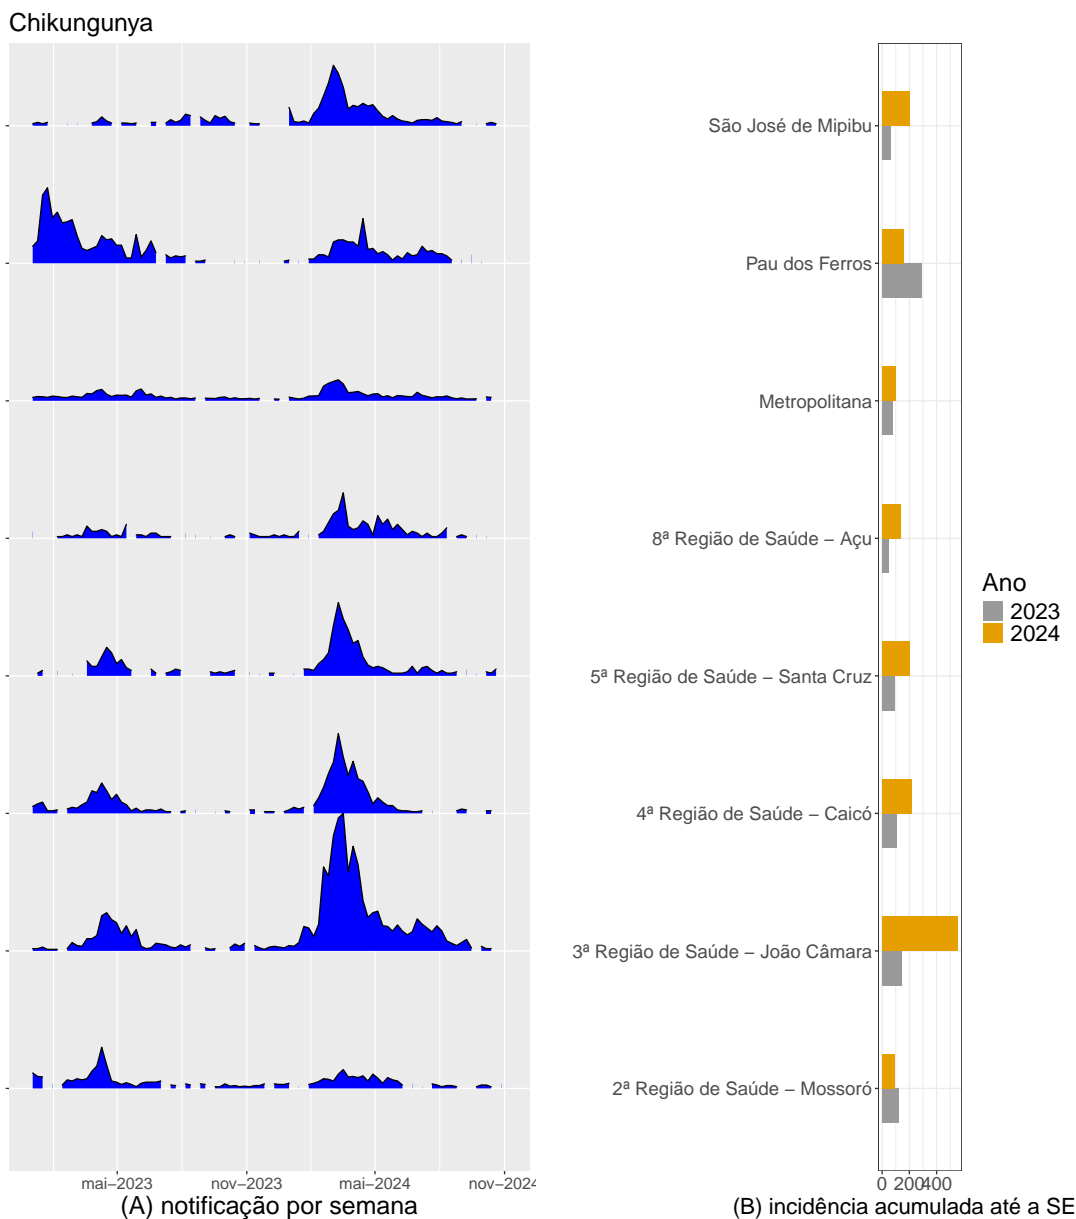 Chikungunya
São José de Mipibu
Pau dos Ferros
Metropolitana
8ª Região de Saúde – Açu
5ª Região de Saúde – Santa Cruz
4ª Região de Saúde – Caicó
3ª Região de Saúde – João Câmara
2ª Região de Saúde – Mossoró
Ano
2023
2024
mai–2023 nov–2023 mai–2024 nov–2024
(A) notificação por semana
0 200 400
(B) incidência acumulada até a SE